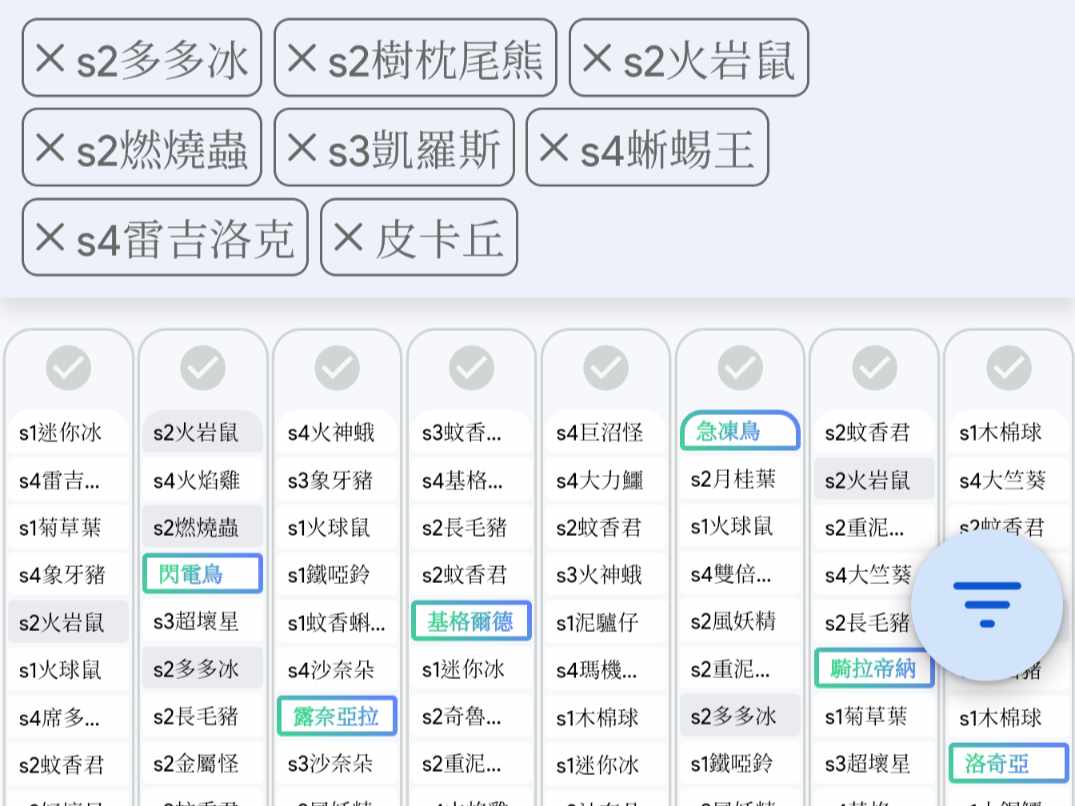 × s2多多冰 × s2樹枕尾熊 × s2火岩鼠
× s2燃燒蟲 × s3凱羅斯 × s4蜥蜴王
× s4雷吉洛克 × 皮卡丘
s1迷你冰 s2火岩鼠 s4火神蛾 s3蚊香... s4巨沼怪 急凍鳥 s2蚊香君 s1木棉球
s4雷吉... s4火焰雞 s3象牙豬 s4基格... s4大力鱷 s2月桂葉 s2火岩鼠 s4大竺葵
s1菊草葉 s2燃燒蟲 s1火球鼠 s2長毛豬 s2蚊香君 s1火球鼠 s2重泥... s2蚊香君
s4象牙豬 閃電鳥 s1鐵啞鈴 s2蚊香君 s3火神蛾 s4雙倍... s4大竺葵
s2火岩鼠 s3超壞星 s1蚊香蝌... 基格爾德 s1泥驢仔 s2風妖精 s2長毛豬
s1火球鼠 s2多多冰 s4沙奈朵 s1迷你冰 s4瑪機... s2重泥... 騎拉帝納 豬
s4席多... s2長毛豬 露奈亞拉 s2奇魯... s1木棉球 s2多多冰 s1菊草葉 s1木棉球
s2蚊香君 s2金屬怪 s3沙奈朵 s2重泥... s1迷你冰 s1鐵啞鈴 s3超壞星 洛奇亞